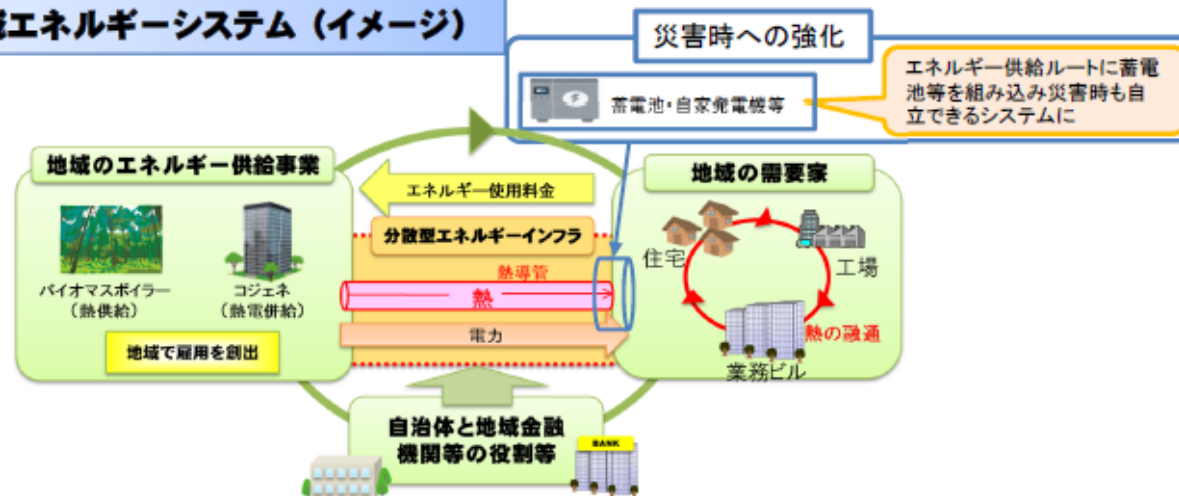 エネルギーシステム（イメージ）
災害時への強化
蓄電池・自家発電機等
エネルギー供給ルートに蓄電
池等を組み込み災害時も自
立できるシステムに
地域のエネルギー供給事業
バイオマスボイラー
（熱供給）
コジェネ
（熱電併給）
地域で雇用を創出
エネルギー使用料金
分散型エネルギーインフラ
熱導管
熱
電力
地域の需要家
住宅
工場
熱の融通
業務ビル
自治体と地域金融
機関等の役割等
BANK